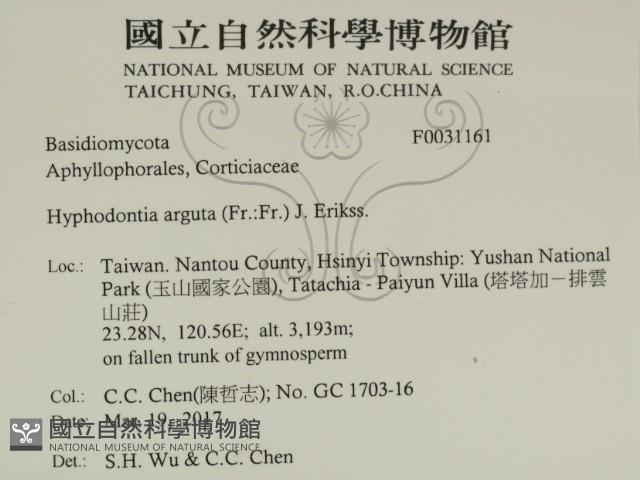 國立自然科學博物館
NATIONAL MUSEUM OF NATURAL SCIENCE
TAICHUNG, TAIWAN, R.O.CHINA
Basidiomycota F0031161
Aphyllophorales, Corticiaceae
Hyphodontia arguta (Fr.:Fr.) J. Erikss.
Loc.: Taiwan. Nantou County, Hsinyi Township: Yushan National
Park (玉山國家公園), Tatachia - Paiyun Villa (塔塔加－排雲
山莊)
23.28N, 120.56E; alt. 3,193m;
on fallen trunk of gymnosperm
Col.: C.C. Chen(陳哲志); No. GC 1703-16
Date: Mar. 19, 2017
國立自然科學博物館
NATIONAL MUSEUM OF NATURAL SCIENCE
Det.: S.H. Wu & C.C. Chen